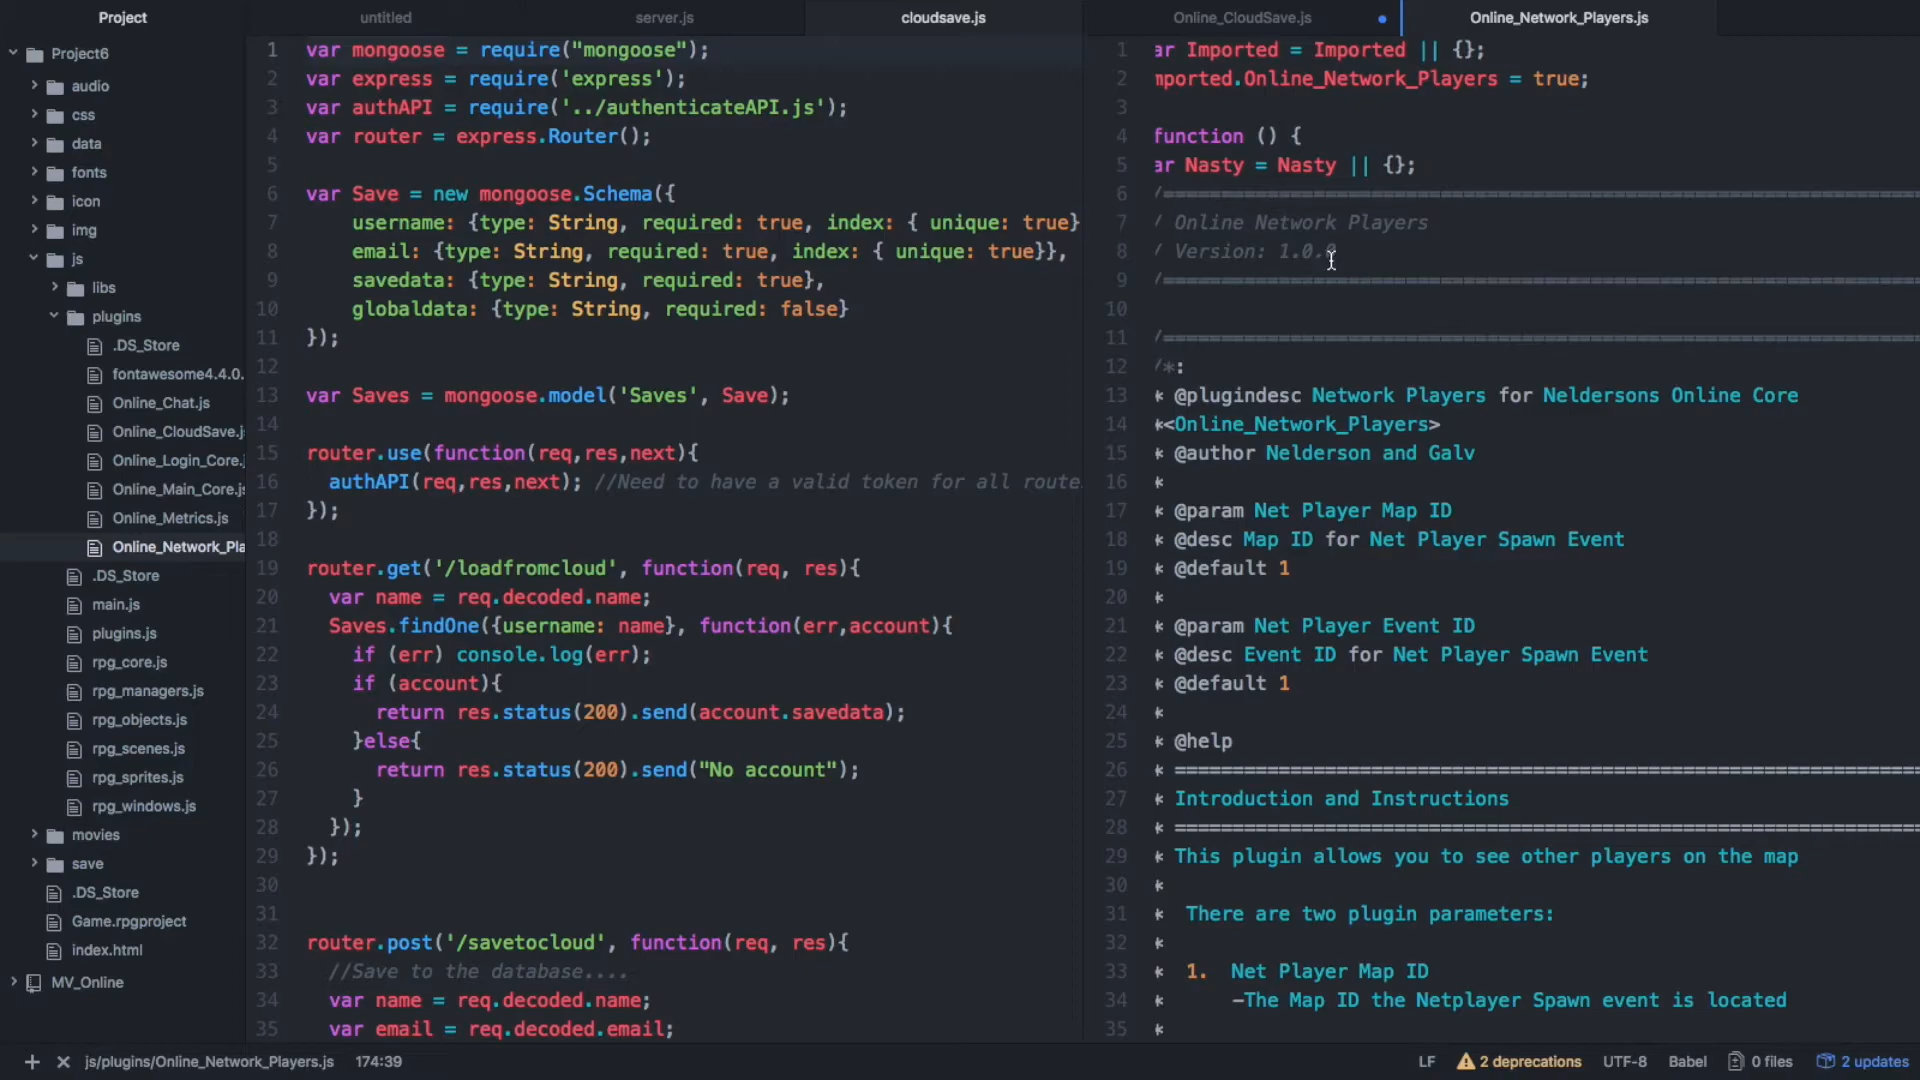 Project
Project6
audio
css
data
fonts
icon
img
js
libs
plugins
.DS_Store
fontawesome4.4.0.
Online_Chat.js
Online_CloudSave.j
Online_Login_Core.j
Online_Main_Core.js
Online_Metrics.js
Online_Network_Pla
.DS_Store
main.js
plugins.js
rpg_core.js
rpg_managers.js
rpg_objects.js
rpg_scenes.js
rpg_sprites.js
rpg_windows.js
movies
save
.DS_Store
Game.rpgproject
index.html
MV_Online
untitled server.js cloudsave.js
1 var mongoose = require("mongoose");
2 var express = require('express');
3 var authAPI = require('../authenticateAPI.js');
4 var router = express.Router();
5
6 var Save = new mongoose.Schema({
7 username: {type: String, required: true, index: { unique: true}
8 email: {type: String, required: true, index: { unique: true}},
9 savedata: {type: String, required: true},
10 globaldata: {type: String, required: false}
11 });
12
13 var Saves = mongoose.model('Saves', Save);
14
15 router.use(function(req,res,next){
16 authAPI(req,res,next); //Need to have a valid token for all route
17 });
18
19 router.get('/loadfromcloud', function(req, res){
20 var name = req.decoded.name;
21 Saves.findOne({username: name}, function(err,account){
22 if (err) console.log(err);
23 if (account){
24 return res.status(200).send(account.savedata);
25 }else{
26 return res.status(200).send("No account");
27 }
28 });
29 });
30
31
32 router.post('/savetocloud', function(req, res){
33 //Save to the database....
34 var name = req.decoded.name;
35 var email = req.decoded.email;
Online_CloudSave.js Online_Network_Players.js
1 ar Imported = Imported || {};
2 mported.Online_Network_Players = true;
3
4 function () {
5 ar Nasty = Nasty || {};
6 /=================================================================
7 / Online Network Players
8 / Version: 1.0.0
9 /=================================================================
10
11 /=================================================================
12 /*:
13 * @plugindesc Network Players for Neldersons Online Core
14 *<Online_Network_Players>
15 * @author Nelderson and Galv
16 *
17 * @param Net Player Map ID
18 * @desc Map ID for Net Player Spawn Event
19 * @default 1
20 *
21 * @param Net Player Event ID
22 * @desc Event ID for Net Player Spawn Event
23 * @default 1
24 *
25 * @help
26 * ================================================================
27 * Introduction and Instructions
28 * ================================================================
29 * This plugin allows you to see other players on the map
30 *
31 * There are two plugin parameters:
32 *
33 * 1. Net Player Map ID
34 * -The Map ID the Netplayer Spawn event is located
35 *
js/plugins/Online_Network_Players.js 174:39 LF 2 deprecations UTF-8 Babel 0 files 2 updates